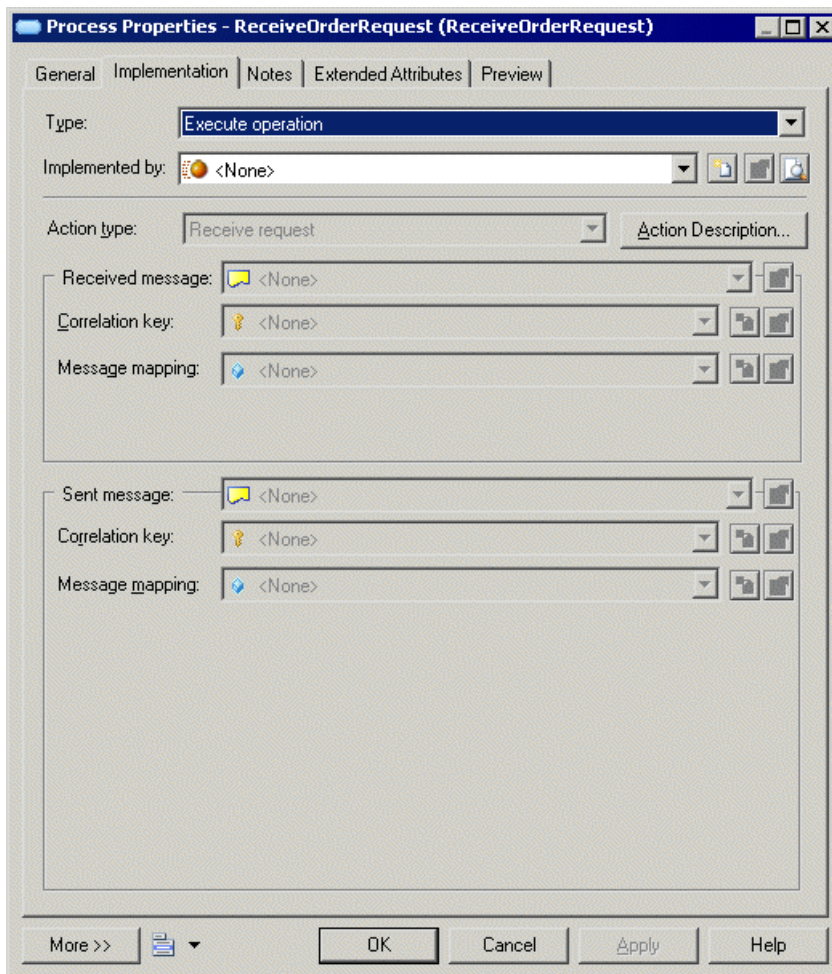 Process Properties - ReceiveOrderRequest (ReceiveOrderRequest)
General Implementation Notes Extended Attributes Preview
Type: Execute operation
Implemented by: <None>
Action type: Receive request Action Description...
Received message: <None>
Correlation key: <None>
Message mapping: <None>
Sent message: <None>
Correlation key: <None>
Message mapping: <None>
More >> OK Cancel Apply Help